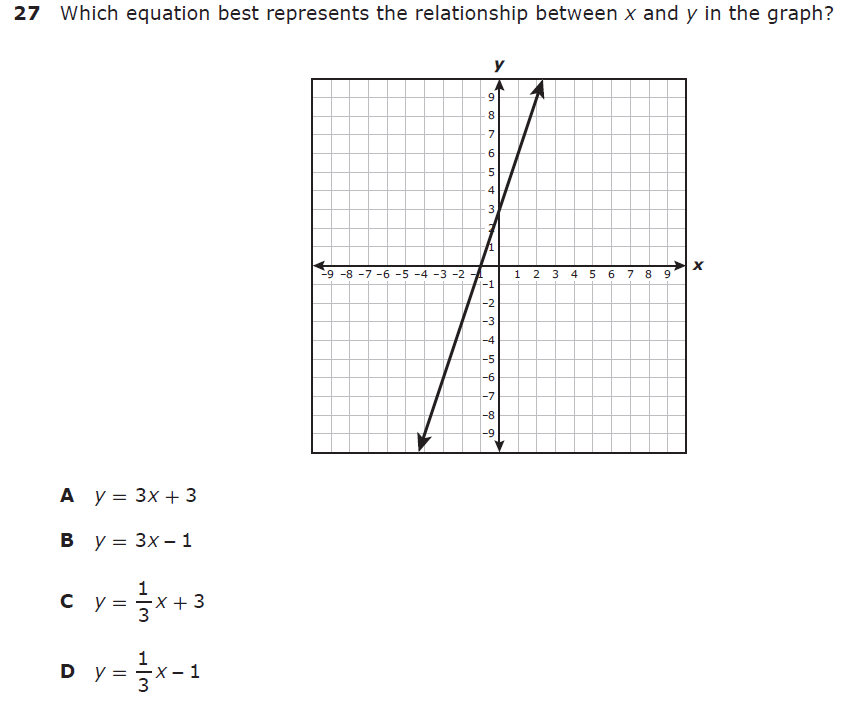 27 Which equation best represents the relationship between x and y in the graph?
y
9
8
7
6
5
4
3
2
1
x
−9 −8 −7 −6 −5 −4 −3 −2 −1 1 2 3 4 5 6 7 8 9
−1
−2
−3
−4
−5
−6
−7
−8
−9
A y = 3x + 3
B y = 3x − 1
C y = 1/3 x + 3
D y = 1/3 x − 1